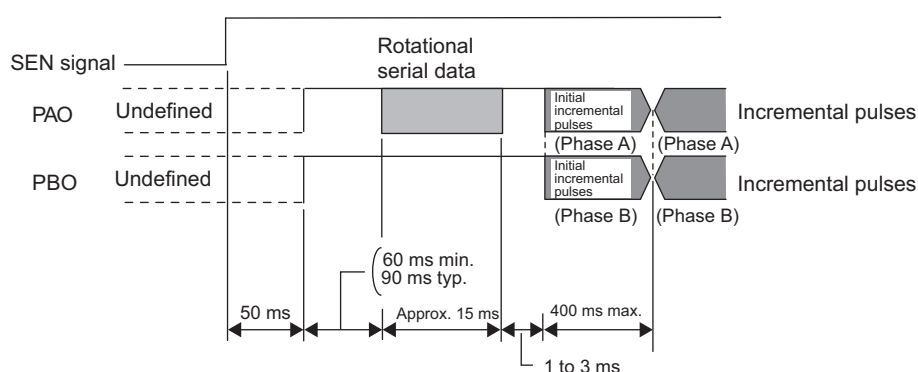 SEN signal
Rotational
serial data
PAO
Undefined
Initial
incremental
pulses
Incremental pulses
(Phase A)
(Phase A)
PBO
Undefined
Initial
incremental
pulses
Incremental pulses
(Phase B)
(Phase B)
60 ms min.
90 ms typ.
50 ms
Approx. 15 ms
400 ms max.
1 to 3 ms